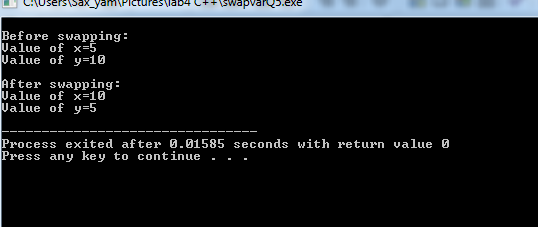 C:\Users\Sax_yam\Pictures\lab4 C++\swapvarQ5.exe
Before swapping:
Value of x=5
Value of y=10
After swapping:
Value of x=10
Value of y=5
--------------------------------
Process exited after 0.01585 seconds with return value 0
Press any key to continue . . .